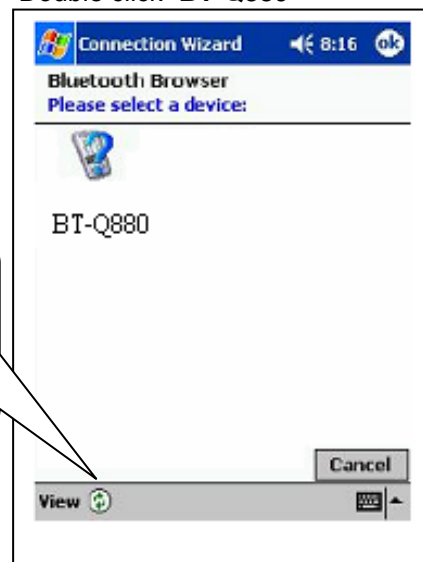 Double click "BT-Q880"
Connection Wizard 8:16 ok
Bluetooth Browser
Please select a device:
BT-Q880
Cancel
View